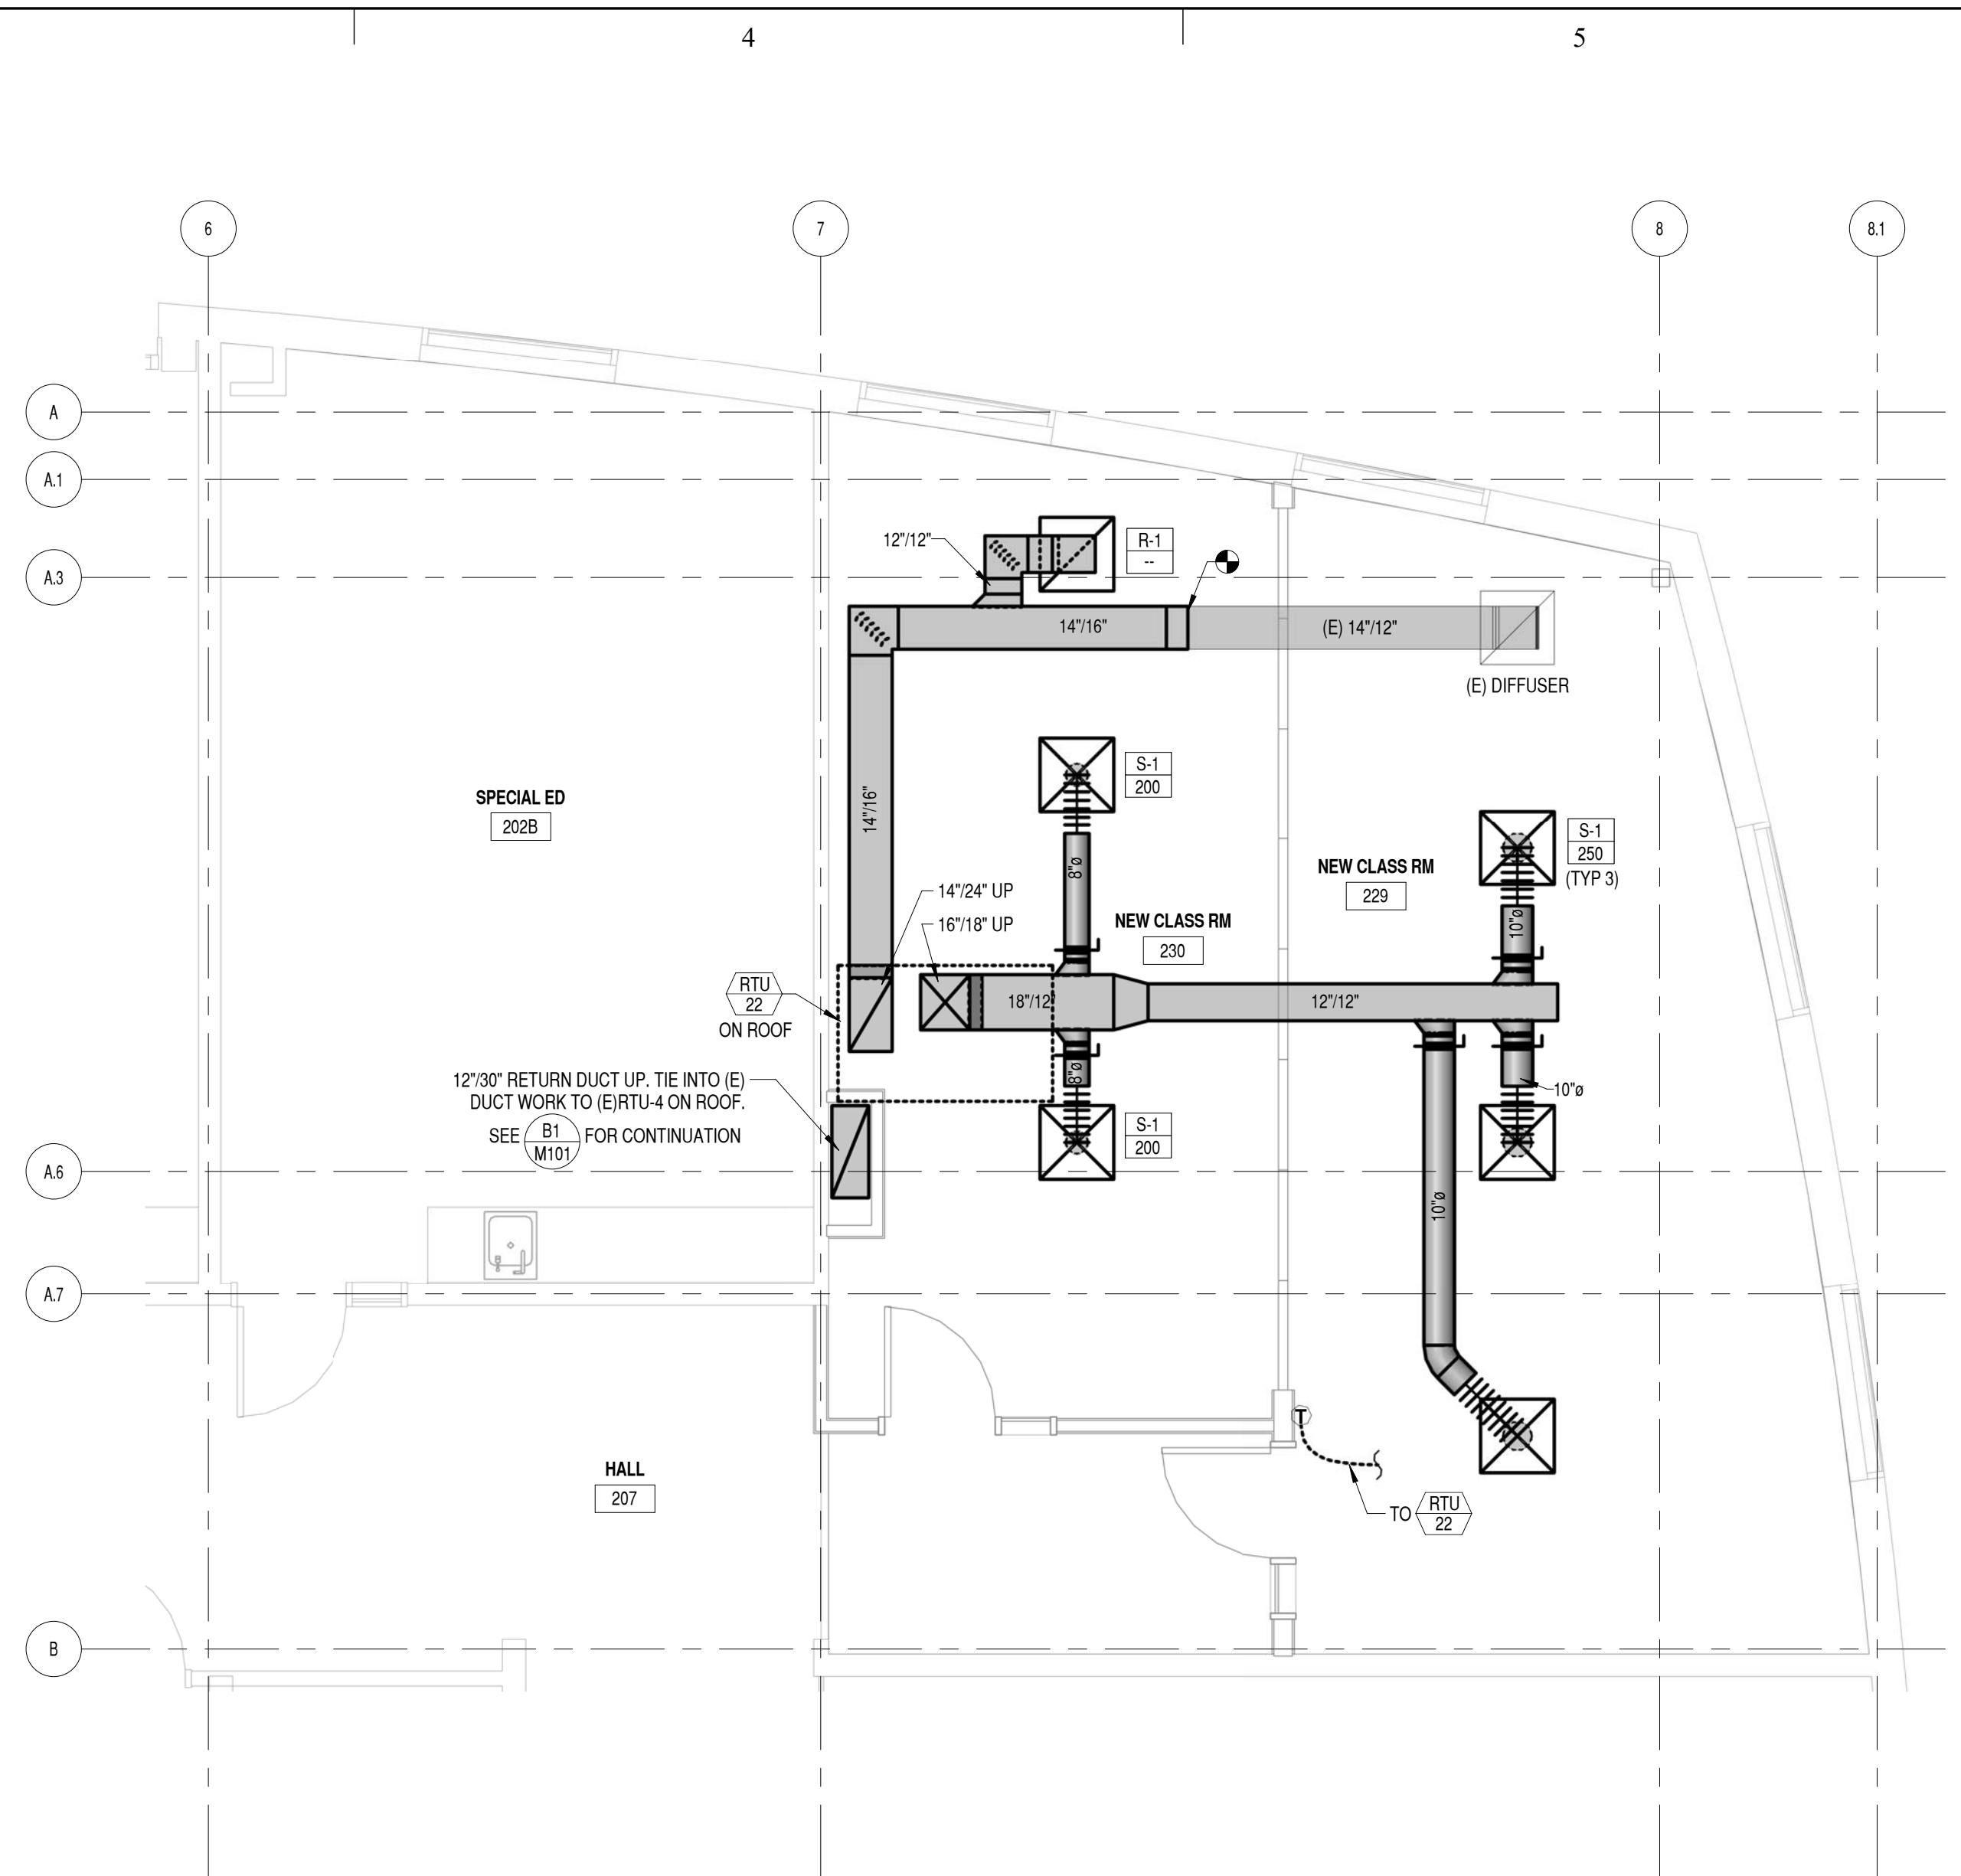 4
5
6
7
8
8.1
A
A.1
A.3
12"/12"
R-1
--
14"/16"
(E) 14"/12"
(E) DIFFUSER
14"/16"
SPECIAL ED
202B
S-1
200
8"ø
NEW CLASS RM
229
S-1
250
(TYP 3)
10"ø
14"/24" UP
16"/18" UP
NEW CLASS RM
230
RTU
22
ON ROOF
18"/12"
12"/12"
8"ø
10"ø
12"/30" RETURN DUCT UP. TIE INTO (E)
DUCT WORK TO (E)RTU-4 ON ROOF.
SEE B1 FOR CONTINUATION
M101
S-1
200
A.6
10"ø
A.7
T
HALL
207
TO RTU
22
B